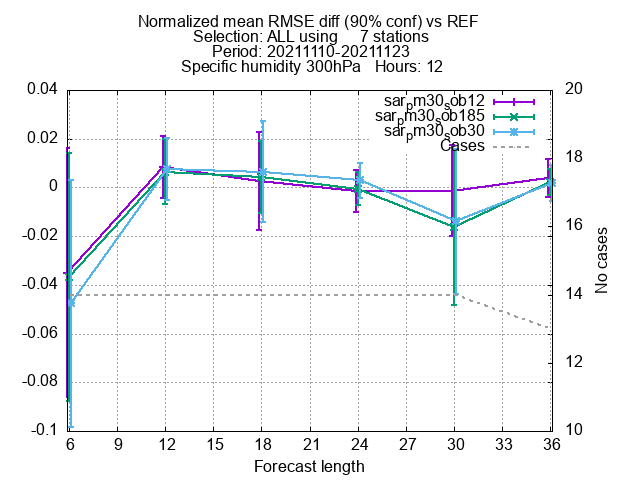 Normalized mean RMSE diff (90% conf) vs REF
Selection: ALL using     7 stations
Period: 20211110-20211123
Specific humidity 300hPa   Hours: 12
sar_pm30_sob12
sar_pm30_sob185
sar_pm30_sob30
Cases
0.04
0.02
0
-0.02
-0.04
-0.06
-0.08
-0.1
20
18
16
14
12
10
No cases
6 9 12 15 18 21 24 27 30 33 36
Forecast length